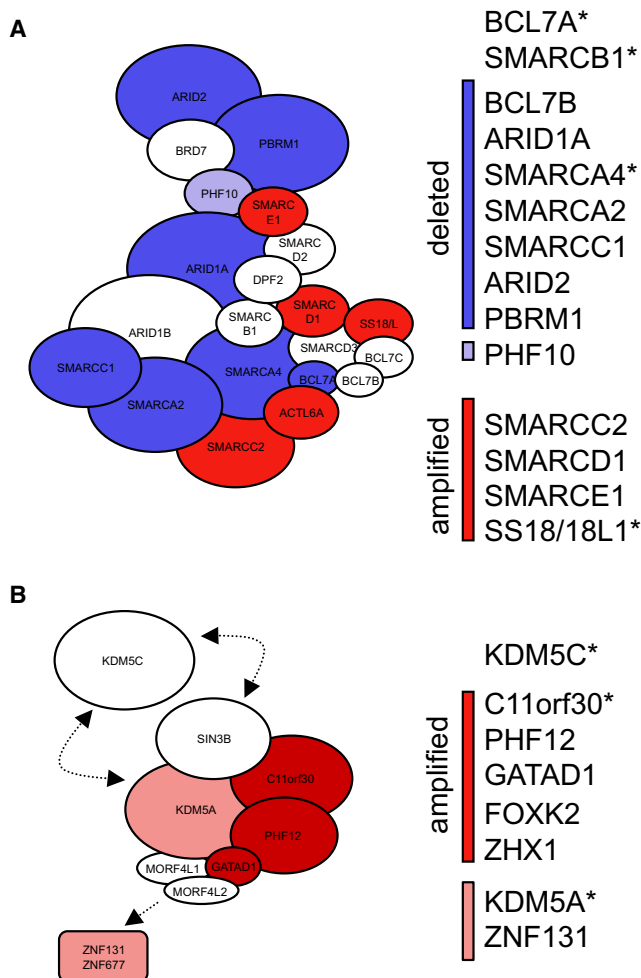 A
ARID2
PBRM1
BRD7
PHF10
SMARC
E1
SMARC
D2
ARID1A
DPF2
SMARC
B1
SMARC
D1
SS18/L
ARID1B
SMARCD3
BCL7C
SMARCC1
SMARCA4
BCL7A
BCL7B
SMARCA2
ACTL6A
SMARCC2
BCL7A*
SMARCB1*
deleted
BCL7B
ARID1A
SMARCA4*
SMARCA2
SMARCC1
ARID2
PBRM1
PHF10
amplified
SMARCC2
SMARCD1
SMARCE1
SS18/18L1*
B
KDM5C
SIN3B
C11orf30
KDM5A
PHF12
MORF4L1
GATAD1
MORF4L2
ZNF131
ZNF677
KDM5C*
amplified
C11orf30*
PHF12
GATAD1
FOXK2
ZHX1
KDM5A*
ZNF131